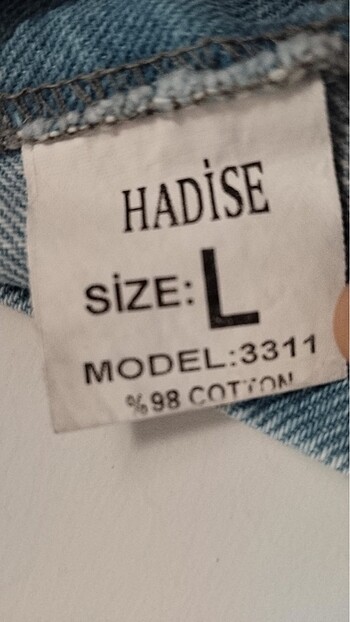 HADİSE
SİZE: L
MODEL:3311
%98 COTTON